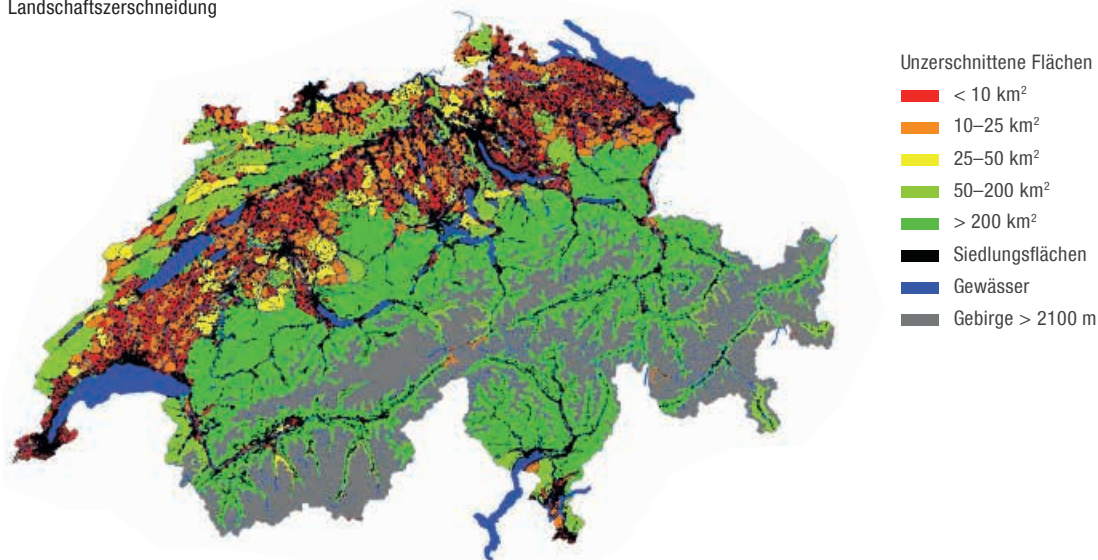 Landschaftszerschneidung
Unzerschnittene Flächen
< 10 km²
10–25 km²
25–50 km²
50–200 km²
> 200 km²
Siedlungsflächen
Gewässer
Gebirge > 2100 m